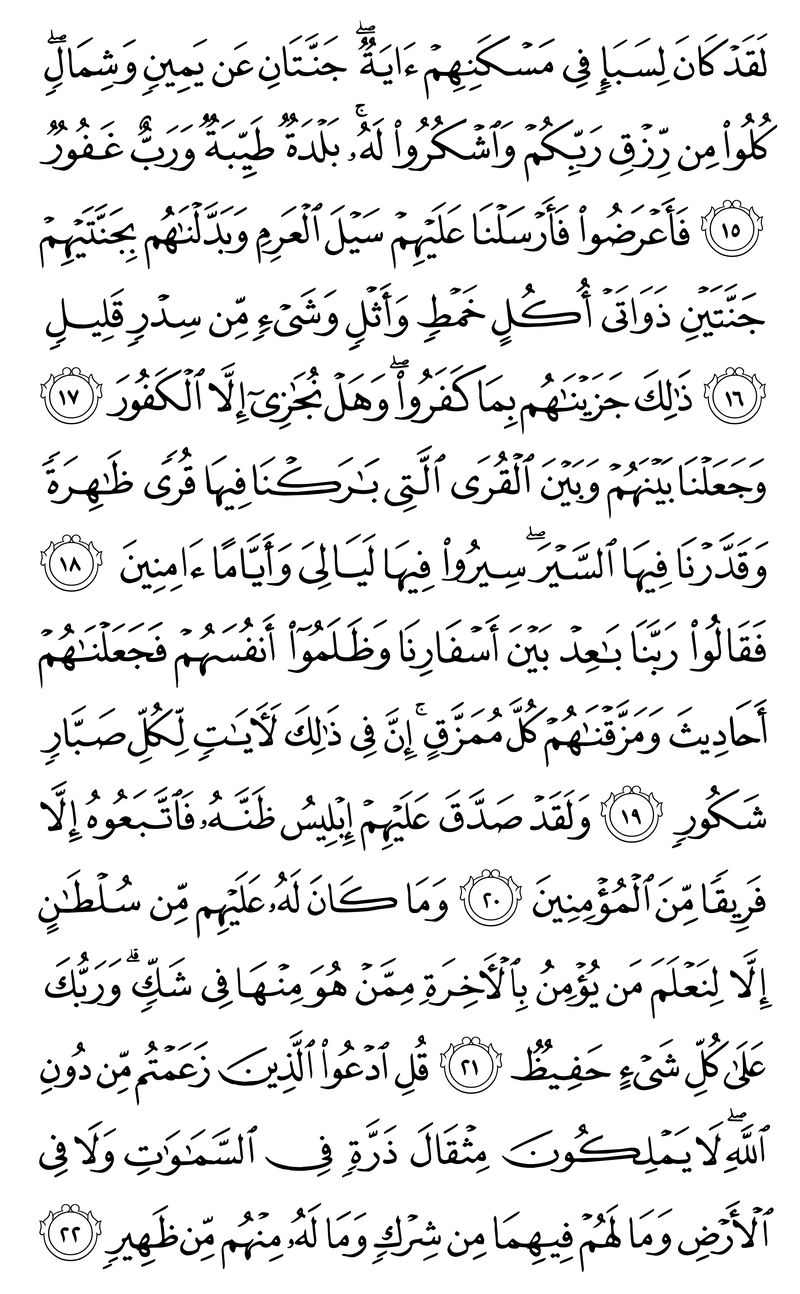 لَقَدْ كَانَ لِسَبَإٍ فِي مَسْكَنِهِمْ ءَايَةٌ ۖ جَنَّتَانِ عَن يَمِينٍ وَشِمَالٍ ۖ
كُلُوا۟ مِن رِّزْقِ رَبِّكُمْ وَٱشْكُرُوا۟ لَهُۥ ۚ بَلْدَةٌ طَيِّبَةٌ وَرَبٌّ غَفُورٌ
١٥ فَأَعْرَضُوا۟ فَأَرْسَلْنَا عَلَيْهِمْ سَيْلَ ٱلْعَرِمِ وَبَدَّلْنَٰهُم بِجَنَّتَيْهِمْ
جَنَّتَيْنِ ذَوَاتَىْ أُكُلٍ خَمْطٍ وَأَثْلٍ وَشَىْءٍ مِّن سِدْرٍ قَلِيلٍ
١٦ ذَٰلِكَ جَزَيْنَٰهُم بِمَا كَفَرُوا۟ ۖ وَهَلْ نُجَٰزِىٓ إِلَّا ٱلْكَفُورَ ١٧
وَجَعَلْنَا بَيْنَهُمْ وَبَيْنَ ٱلْقُرَى ٱلَّتِى بَٰرَكْنَا فِيهَا قُرًى ظَٰهِرَةً
وَقَدَّرْنَا فِيهَا ٱلسَّيْرَ ۖ سِيرُوا۟ فِيهَا لَيَالِىَ وَأَيَّامًا ءَامِنِينَ ١٨
فَقَالُوا۟ رَبَّنَا بَٰعِدْ بَيْنَ أَسْفَارِنَا وَظَلَمُوٓا۟ أَنفُسَهُمْ فَجَعَلْنَٰهُمْ
أَحَادِيثَ وَمَزَّقْنَٰهُمْ كُلَّ مُمَزَّقٍ ۚ إِنَّ فِى ذَٰلِكَ لَءَايَٰتٍ لِّكُلِّ صَبَّارٍ
شَكُورٍ ١٩ وَلَقَدْ صَدَّقَ عَلَيْهِمْ إِبْلِيسُ ظَنَّهُۥ فَٱتَّبَعُوهُ إِلَّا
فَرِيقًا مِّنَ ٱلْمُؤْمِنِينَ ٢٠ وَمَا كَانَ لَهُۥ عَلَيْهِم مِّن سُلْطَٰنٍ
إِلَّا لِنَعْلَمَ مَن يُؤْمِنُ بِٱلْءَاخِرَةِ مِمَّنْ هُوَ مِنْهَا فِى شَكٍّ ۗ وَرَبُّكَ
عَلَىٰ كُلِّ شَىْءٍ حَفِيظٌ ٢١ قُلِ ٱدْعُوا۟ ٱلَّذِينَ زَعَمْتُم مِّن دُونِ
ٱللَّهِ ۖ لَا يَمْلِكُونَ مِثْقَالَ ذَرَّةٍ فِى ٱلسَّمَٰوَٰتِ وَلَا فِى
ٱلْأَرْضِ وَمَا لَهُمْ فِيهِمَا مِن شِرْكٍ وَمَا لَهُۥ مِنْهُم مِّن ظَهِيرٍ ٢٢